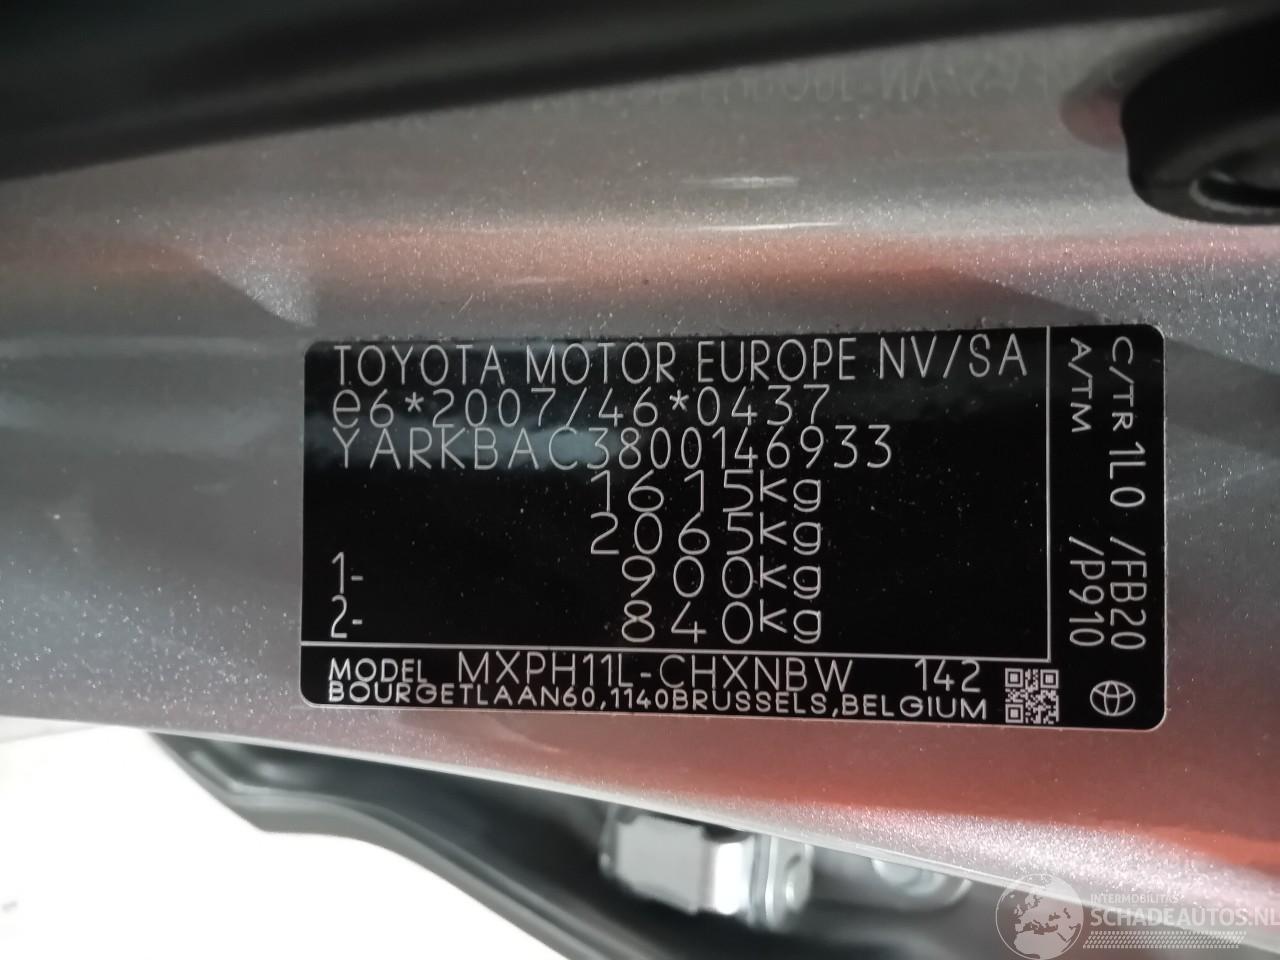 TOYOTA MOTOR EUROPE NV/SA
e6*2007/46*0437
YARKBAC3800146933
1615kg
2065kg
1- 900kg
2- 840kg
MODEL MXPH11L-CHXNBW 142
BOURGETLAAN60,1140BRUSSELS,BELGIUM
C/TR 1L0 /FB20
A/TM /P910
INTERMOBILITAS
SCHADEAUTOS.NL